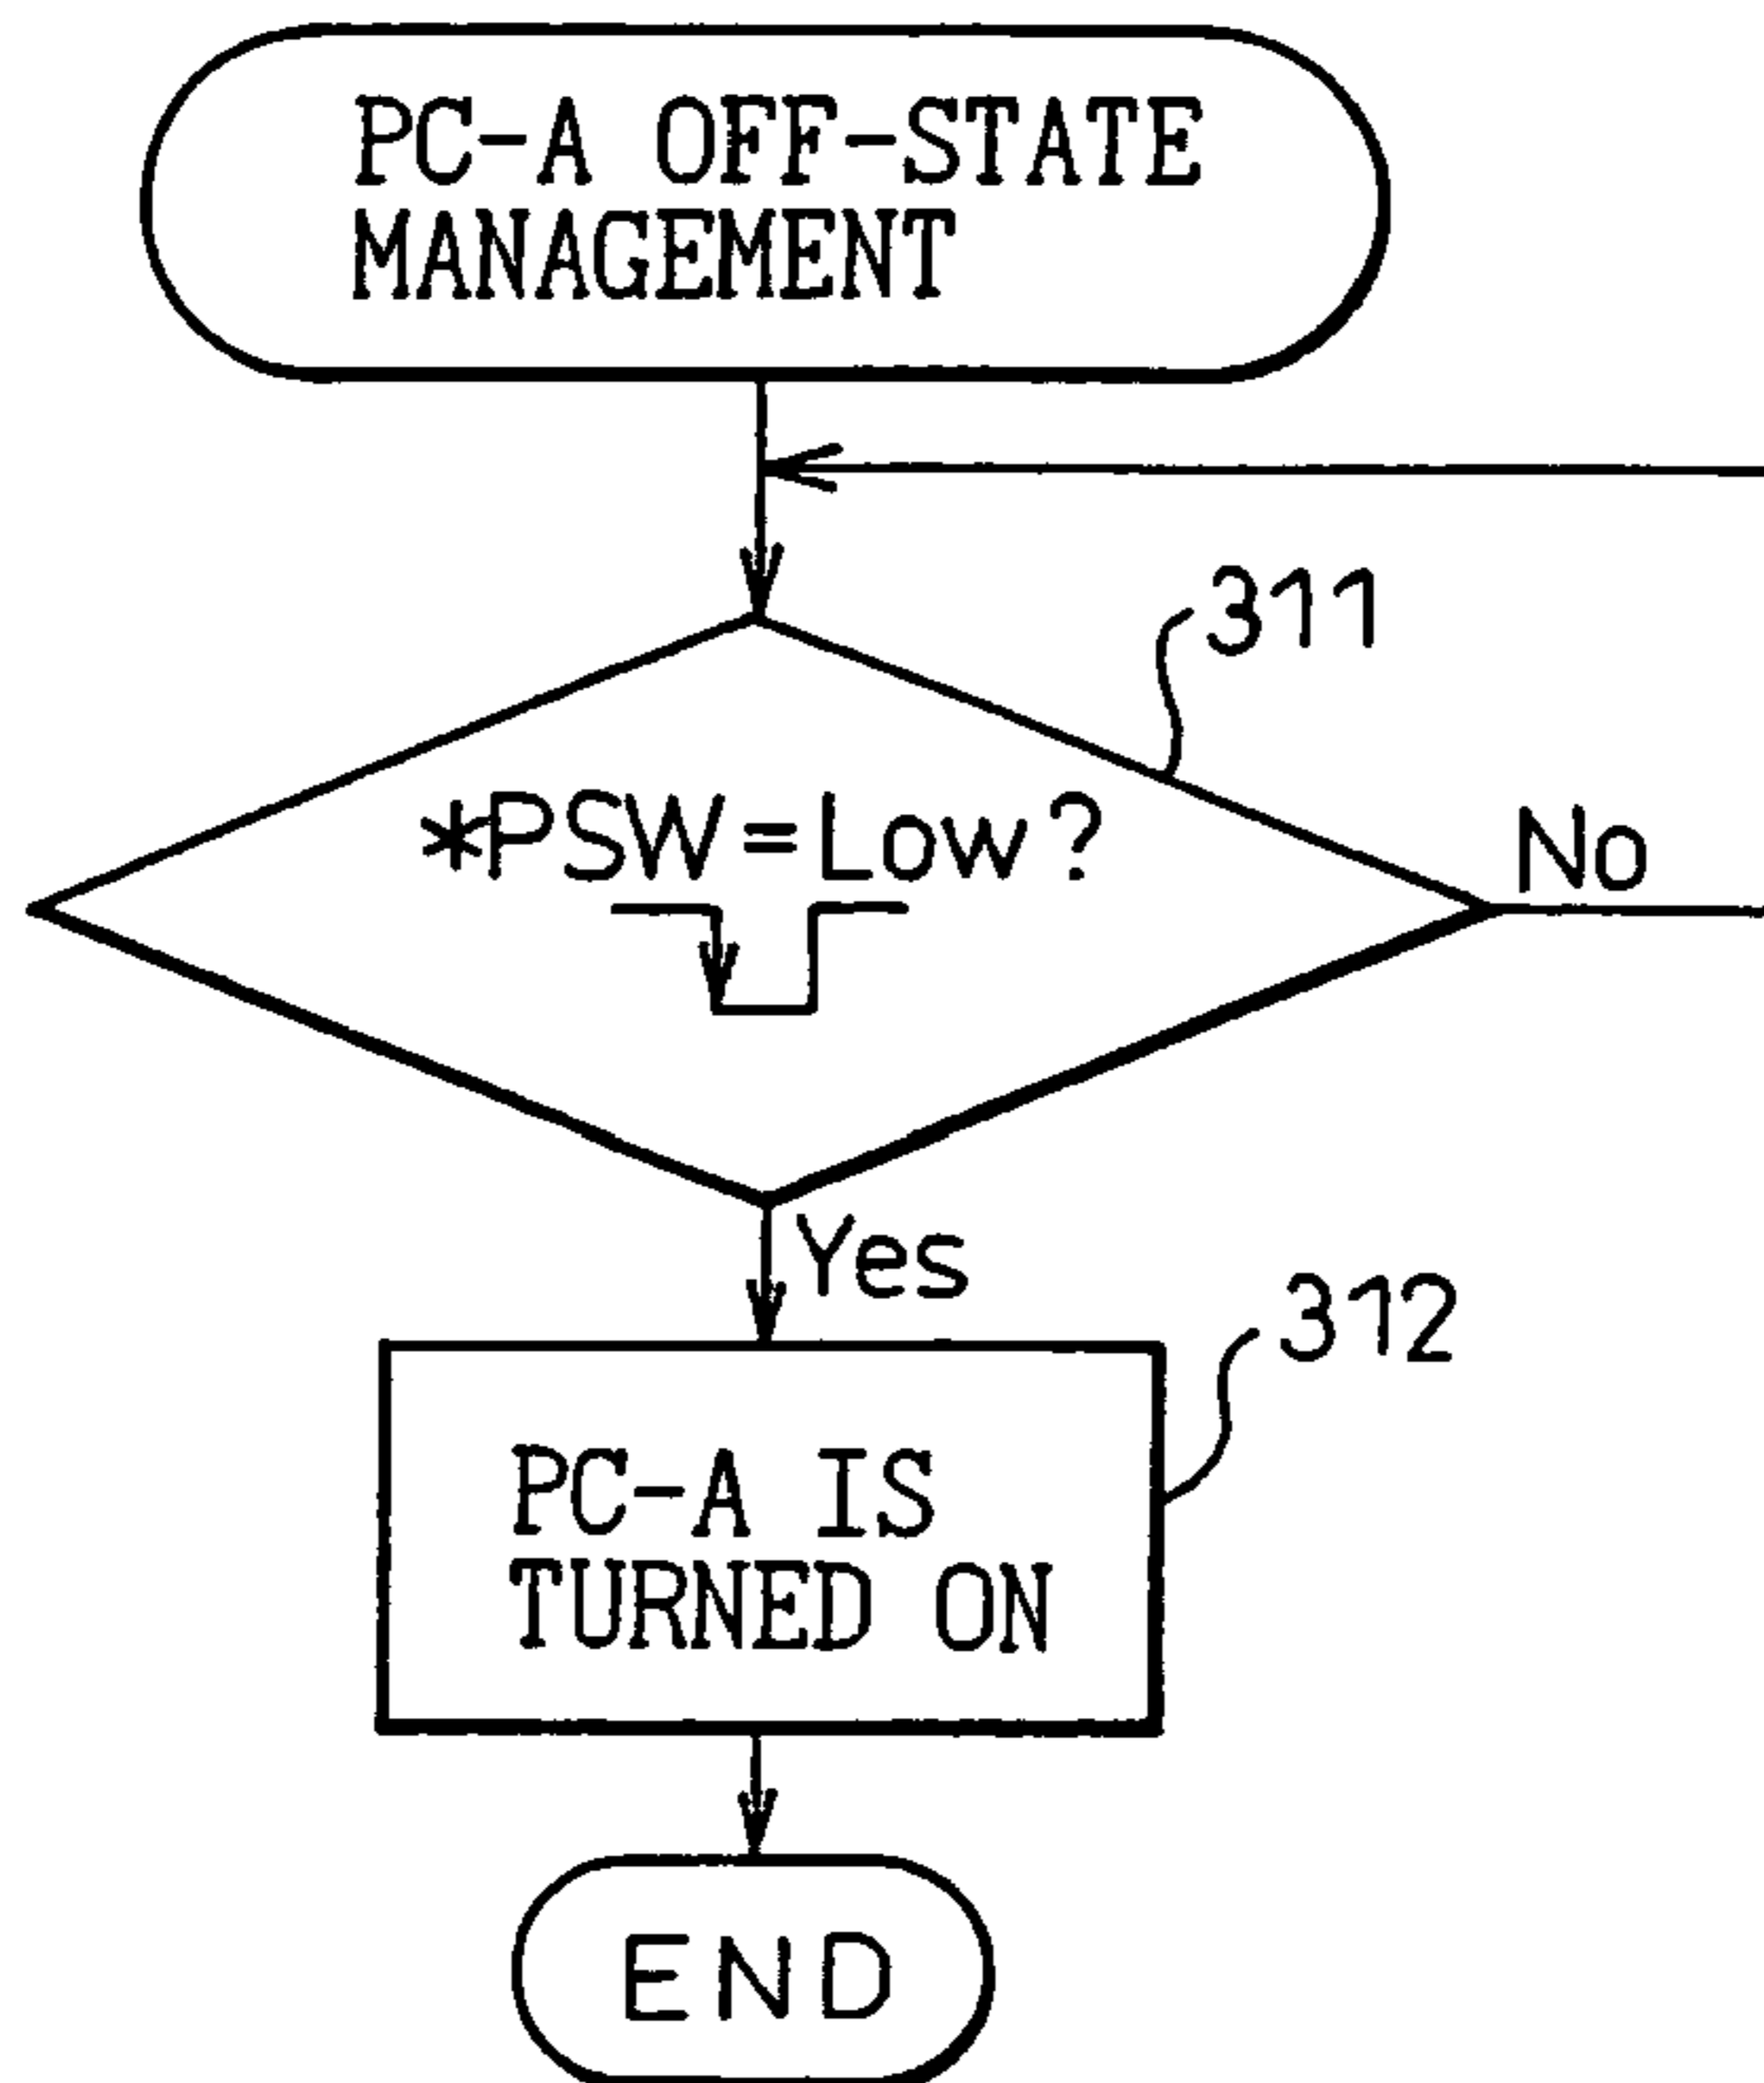 PC-A OFF-STATE
MANAGEMENT
311
*PSW=Low?
No
Yes
312
PC-A IS
TURNED ON
END